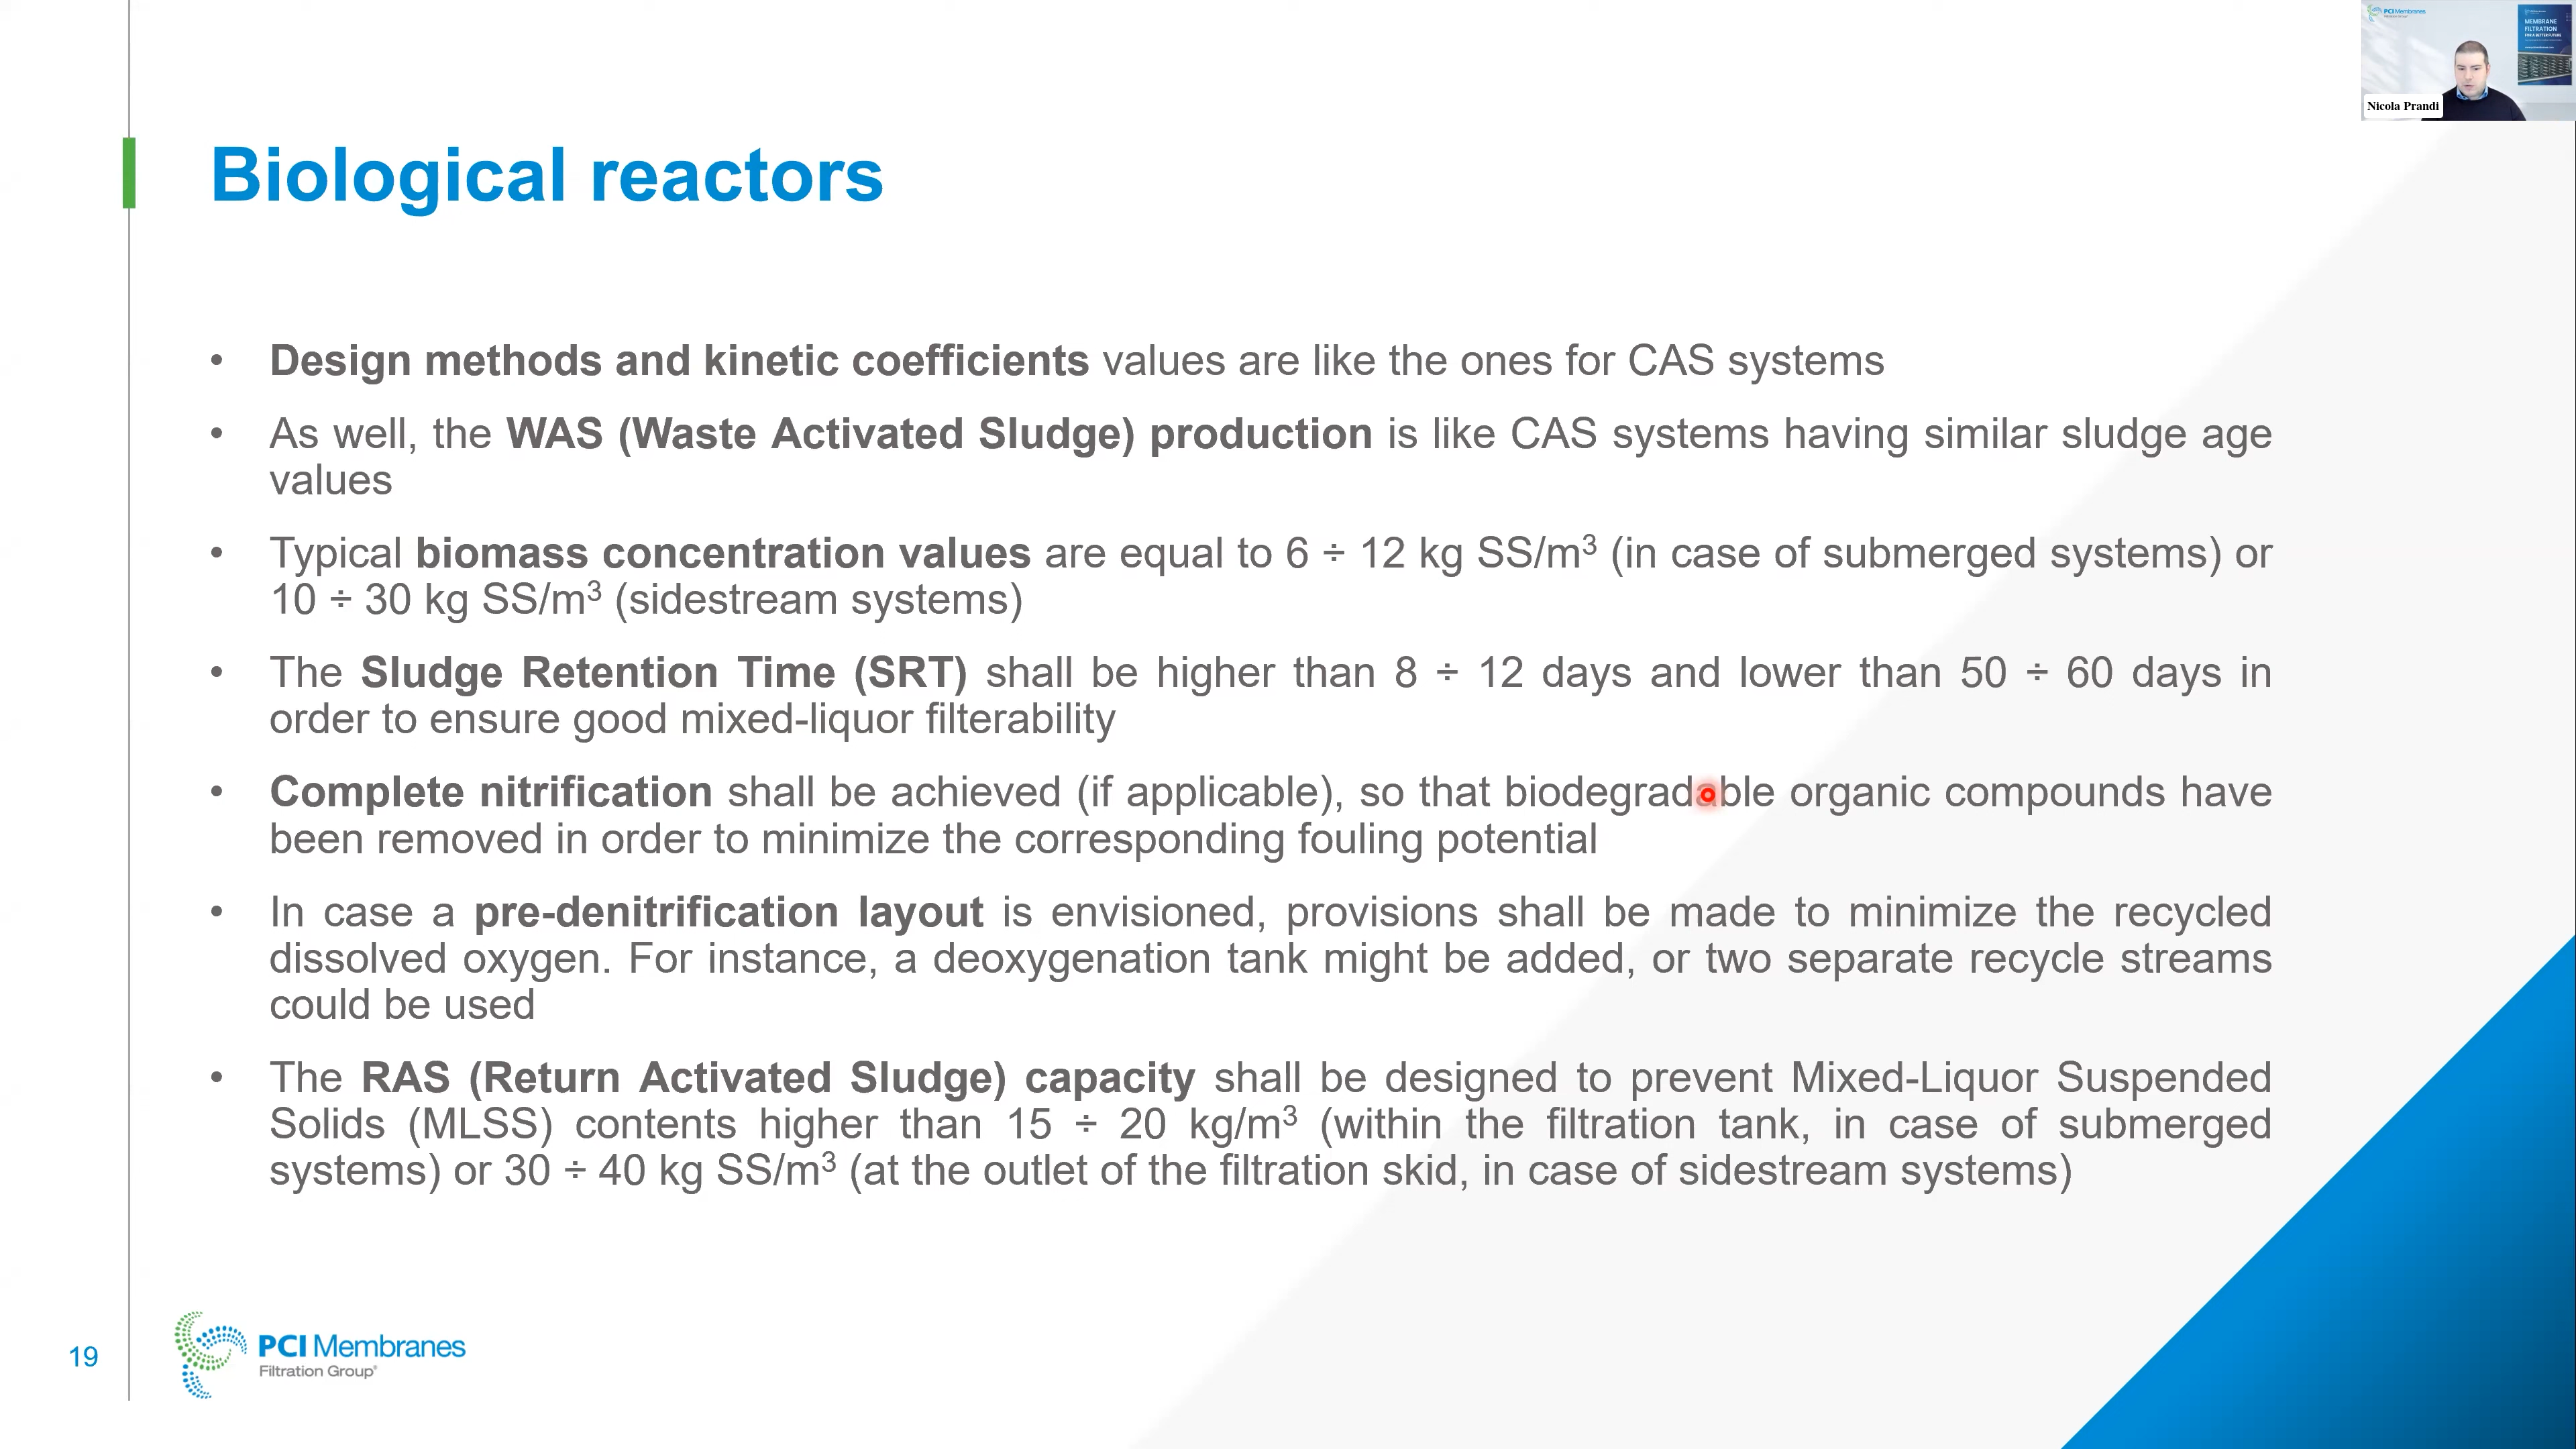 PCI Membranes
MEMBRANE
FILTRATION
FOR A BETTER FUTURE
Nicola Prandi
Biological reactors
• Design methods and kinetic coefficients values are like the ones for CAS systems
• As well, the WAS (Waste Activated Sludge) production is like CAS systems having similar sludge age
values
• Typical biomass concentration values are equal to 6 ÷ 12 kg SS/m³ (in case of submerged systems) or
10 ÷ 30 kg SS/m³ (sidestream systems)
• The Sludge Retention Time (SRT) shall be higher than 8 ÷ 12 days and lower than 50 ÷ 60 days in
order to ensure good mixed-liquor filterability
• Complete nitrification shall be achieved (if applicable), so that biodegradable organic compounds have
been removed in order to minimize the corresponding fouling potential
• In case a pre-denitrification layout is envisioned, provisions shall be made to minimize the recycled
dissolved oxygen. For instance, a deoxygenation tank might be added, or two separate recycle streams
could be used
• The RAS (Return Activated Sludge) capacity shall be designed to prevent Mixed-Liquor Suspended
Solids (MLSS) contents higher than 15 ÷ 20 kg/m³ (within the filtration tank, in case of submerged
systems) or 30 ÷ 40 kg SS/m³ (at the outlet of the filtration skid, in case of sidestream systems)
19
PCI Membranes
Filtration Group®